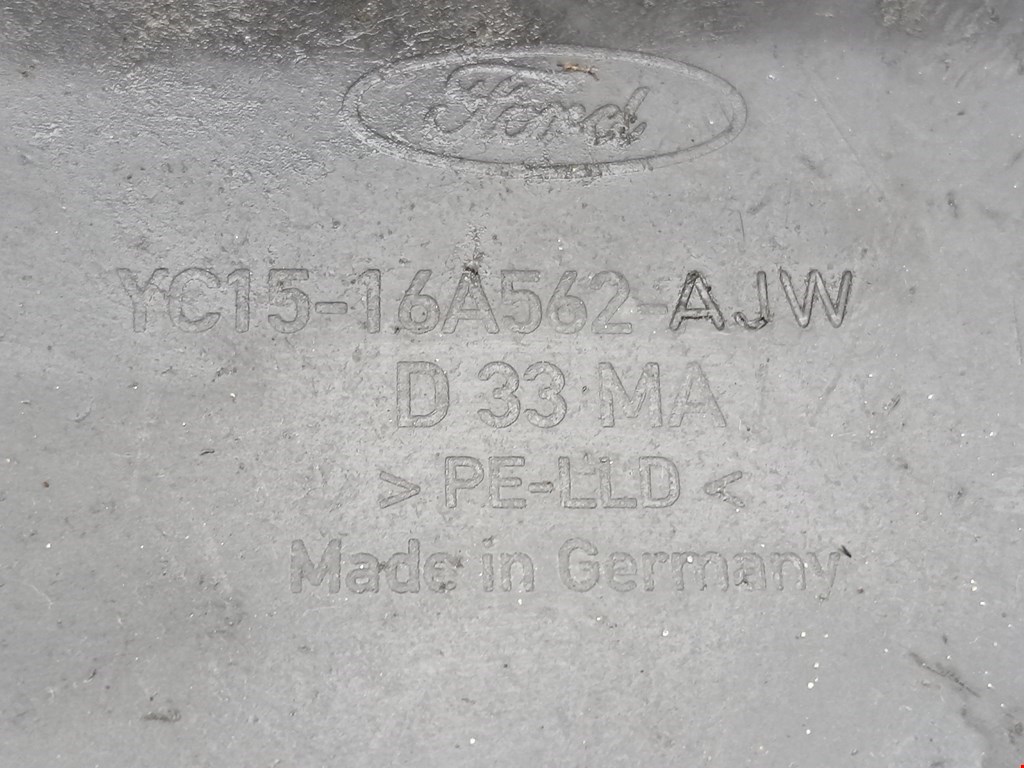 Ford
YC15-16A562-AJW
D 33 MA
> PE-LLD <
Made in Germany